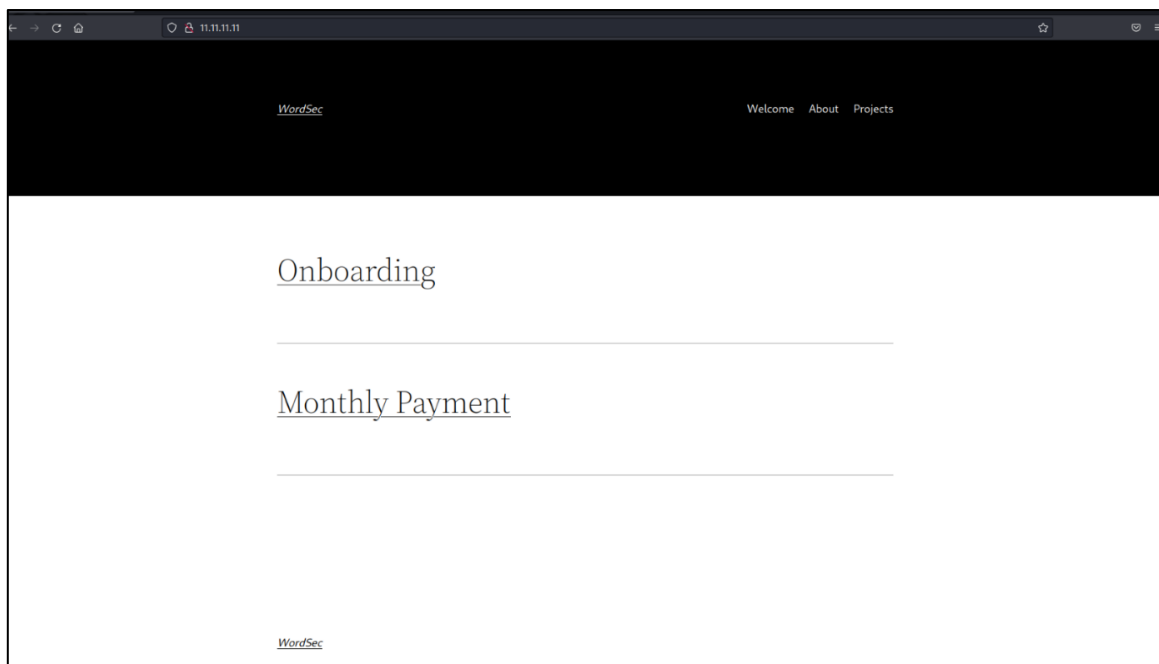 11.11.11.11
WordSec
Welcome About Projects
Onboarding
Monthly Payment
WordSec